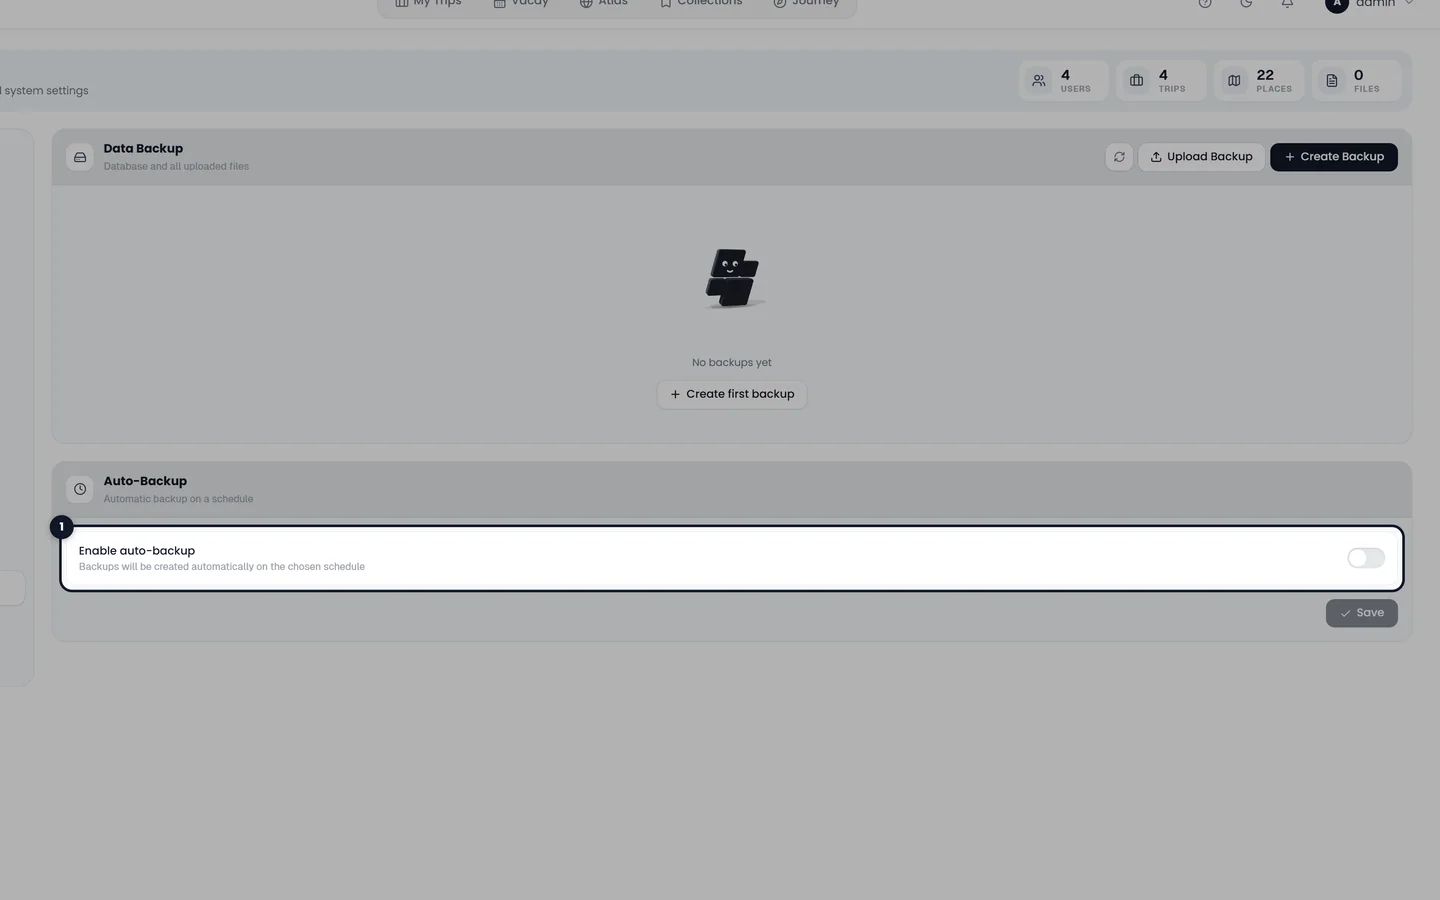 My Trips
Vacay
Atlas
Collections
Journey
A
admin
system settings
4
USERS
4
TRIPS
22
PLACES
0
FILES
Data Backup
Database and all uploaded files
Upload Backup
Create Backup
No backups yet
Create first backup
Auto-Backup
Automatic backup on a schedule
1
Enable auto-backup
Backups will be created automatically on the chosen schedule
Save